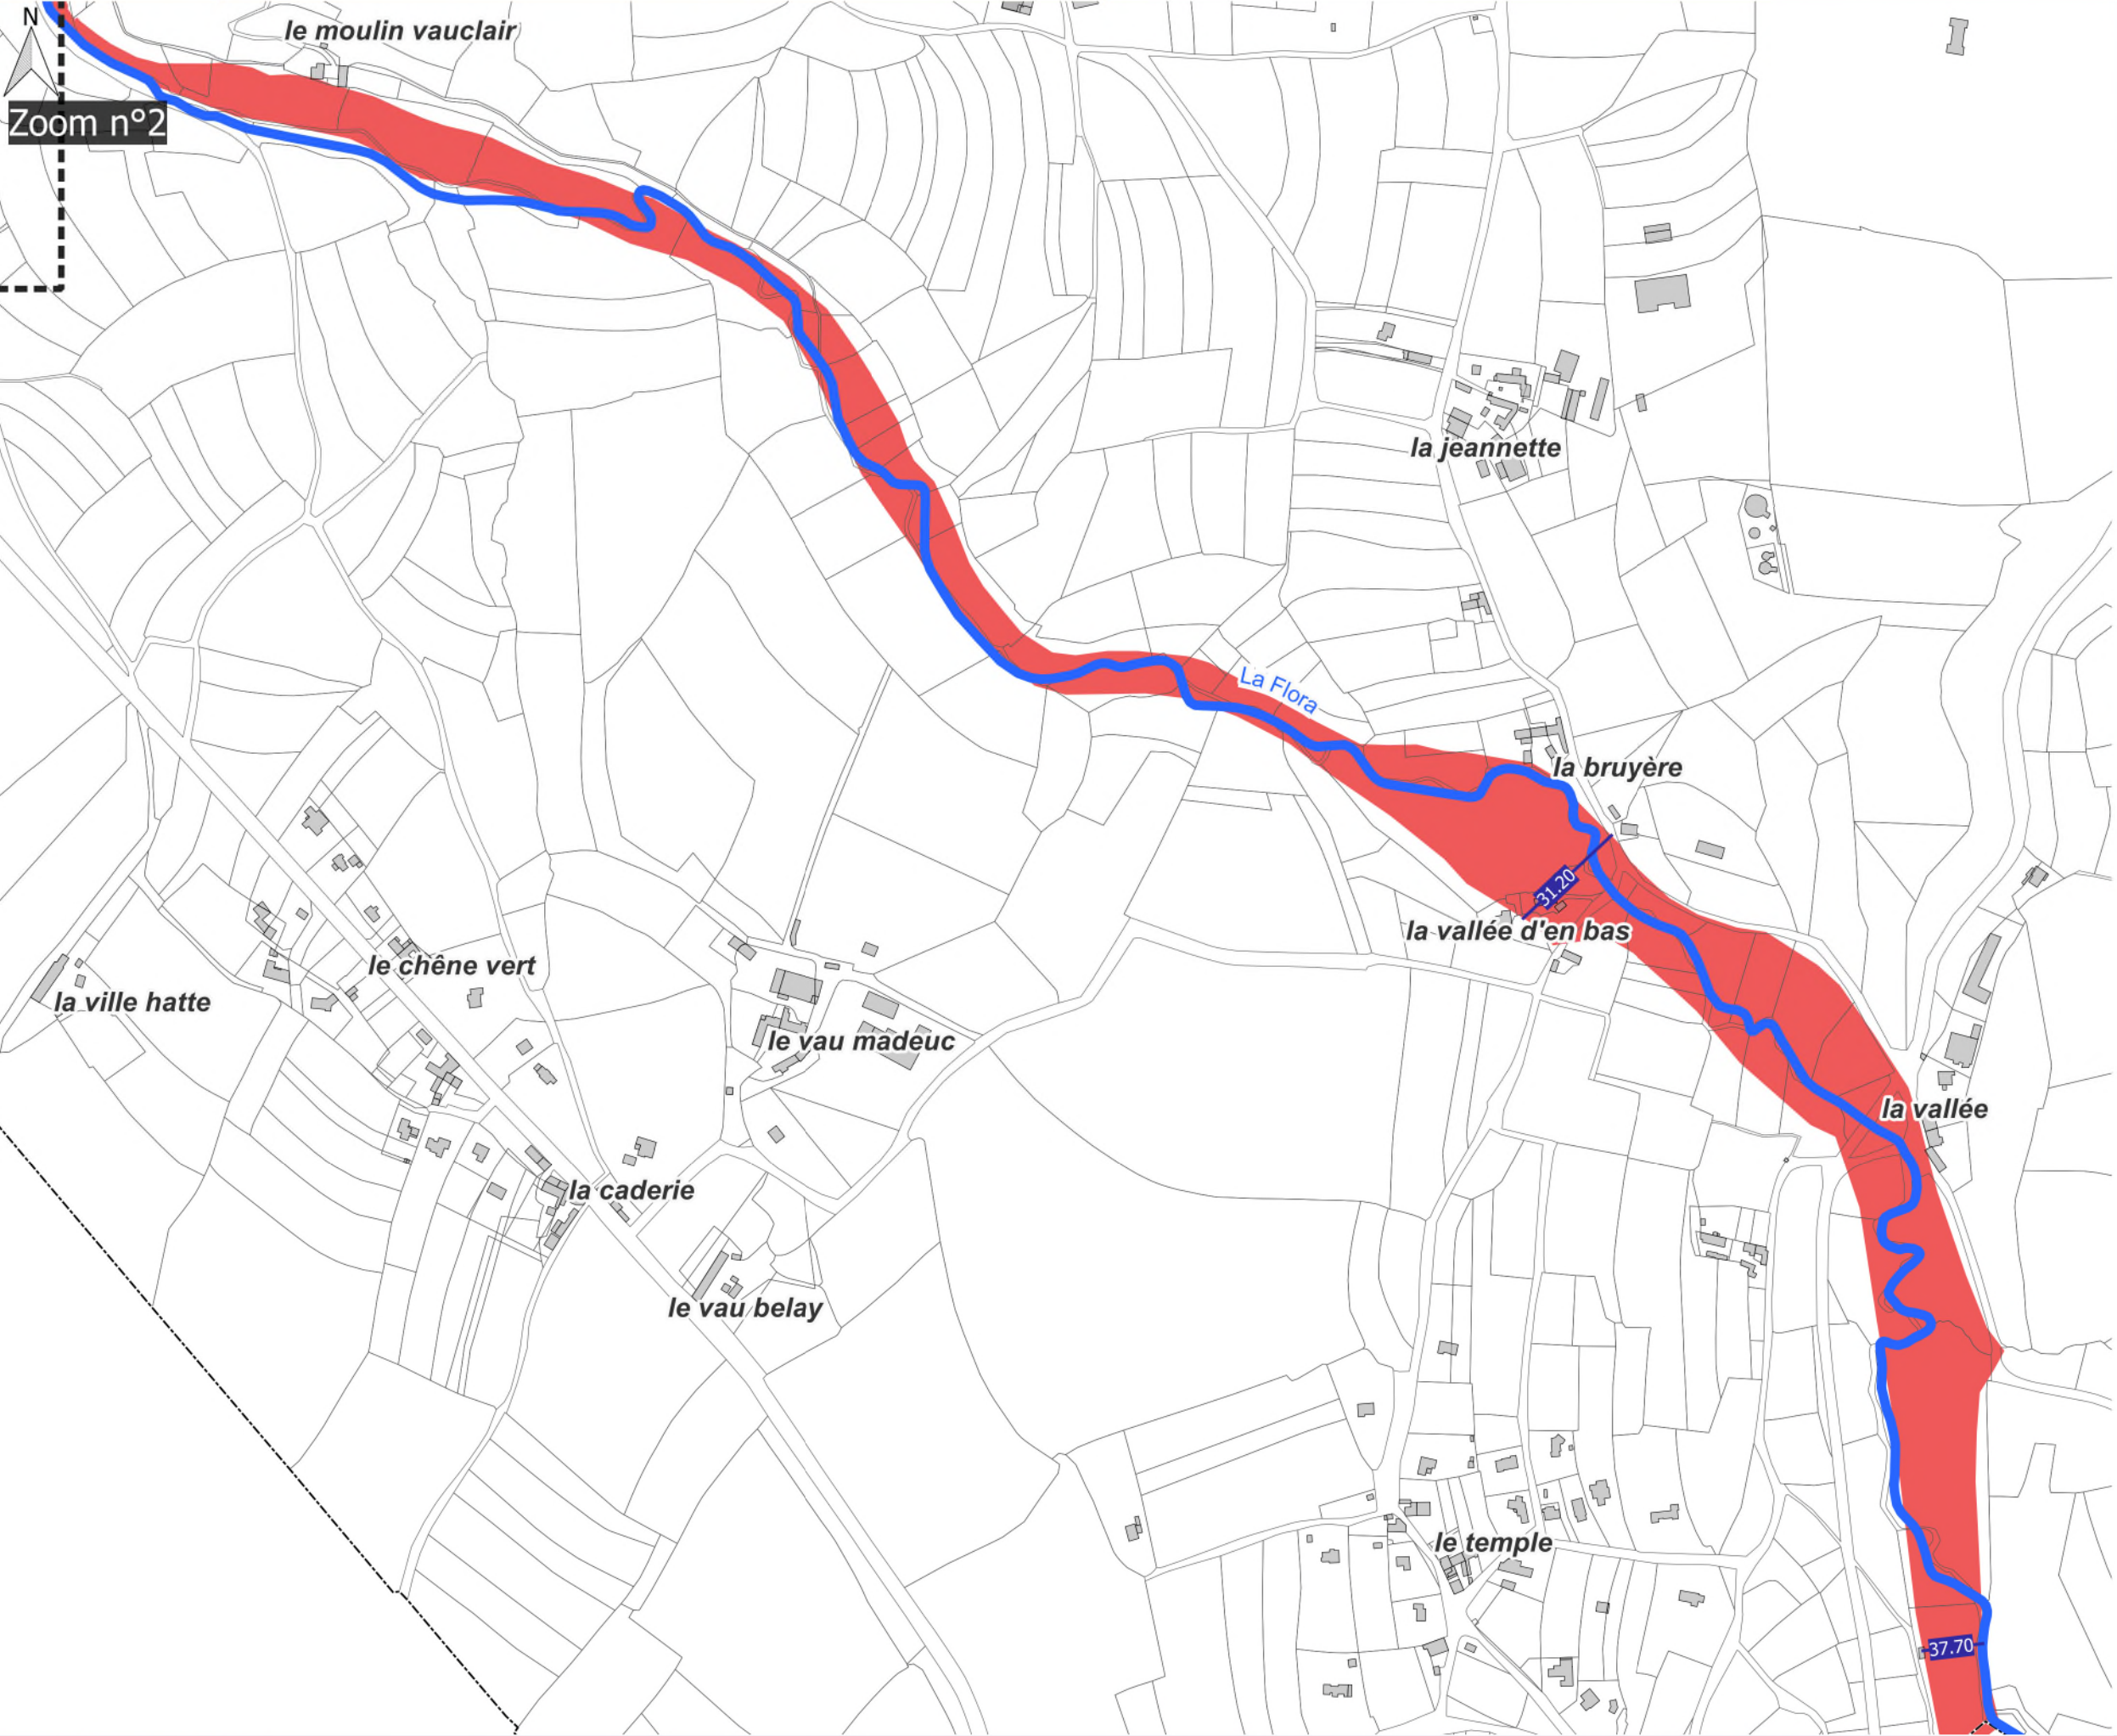 le moulin vauclair
N
Zoom n°2
la jeannette
La Flora
la bruyère
31.20
la vallée d'en bas
le chêne vert
la ville hatte
le vau madeuc
la vallée
la caderie
le vau belay
le temple
37.70